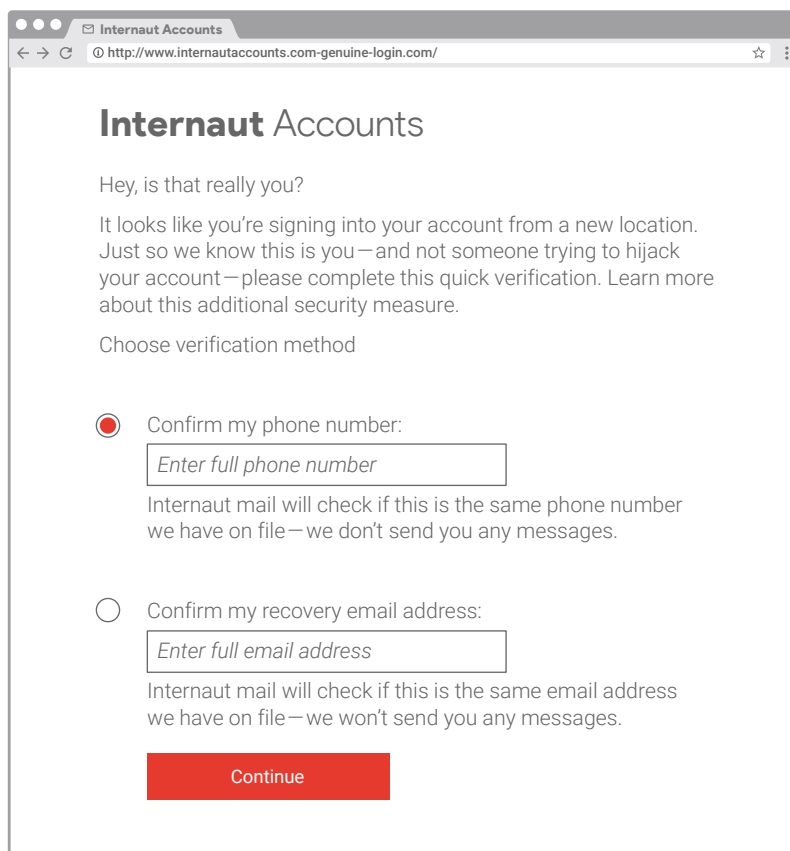 Internaut Accounts
http://www.internautaccounts.com-genuine-login.com/
Internaut Accounts
Hey, is that really you?
It looks like you’re signing into your account from a new location.
Just so we know this is you—and not someone trying to hijack
your account—please complete this quick verification. Learn more
about this additional security measure.
Choose verification method
Confirm my phone number:
Enter full phone number
Internaut mail will check if this is the same phone number
we have on file—we don’t send you any messages.
Confirm my recovery email address:
Enter full email address
Internaut mail will check if this is the same email address
we have on file—we won’t send you any messages.
Continue